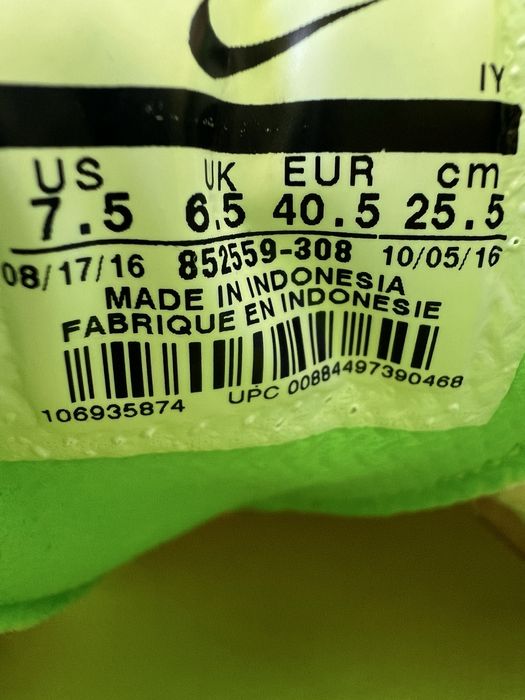 IY
US UK EUR cm
7.5 6.5 40.5 25.5
08/17/16 852559-308 10/05/16
MADE IN INDONESIA
FABRIQUE EN INDONESIE
106935874 UPC 00884497390468